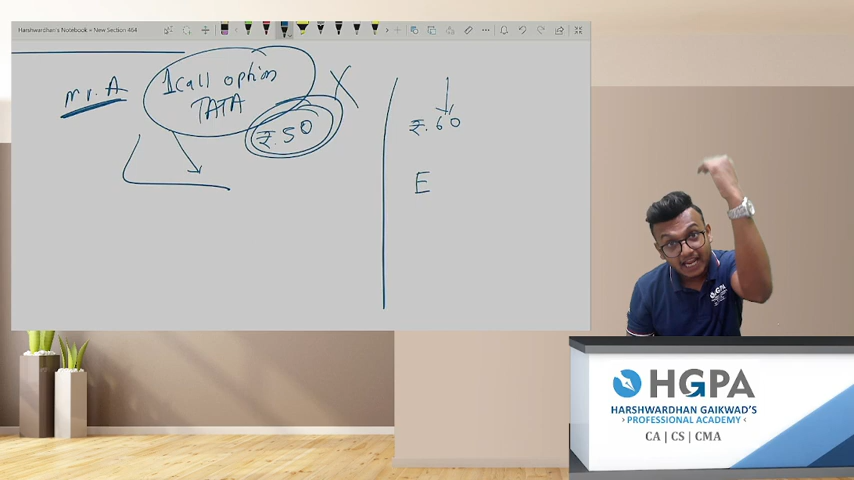 Harshwardhan's Notebook » New Section 464
Mr. A
1 Call option
TATA
X
₹.50
₹.60
E
HGPA
HGPA
HARSHWARDHAN GAIKWAD'S
› PROFESSIONAL ACADEMY ‹
CA | CS | CMA